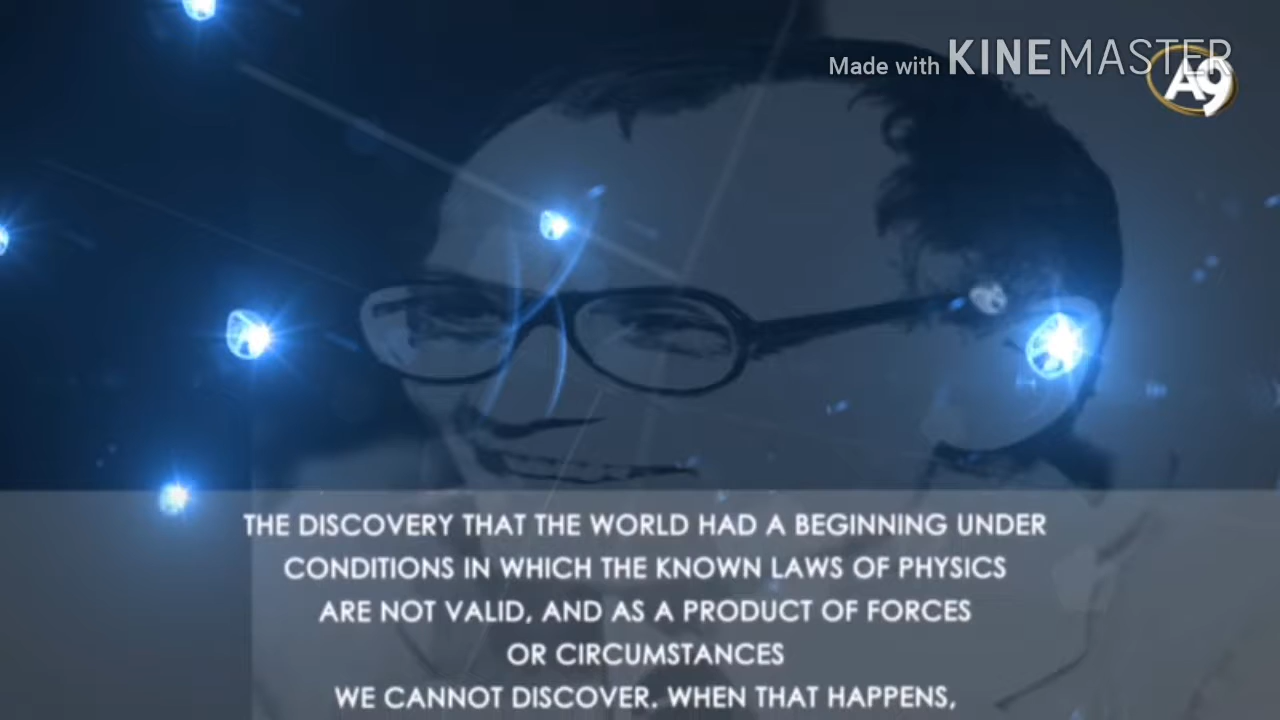 Made with KINEMASTER
A9
THE DISCOVERY THAT THE WORLD HAD A BEGINNING UNDER
CONDITIONS IN WHICH THE KNOWN LAWS OF PHYSICS
ARE NOT VALID, AND AS A PRODUCT OF FORCES
OR CIRCUMSTANCES
WE CANNOT DISCOVER. WHEN THAT HAPPENS,